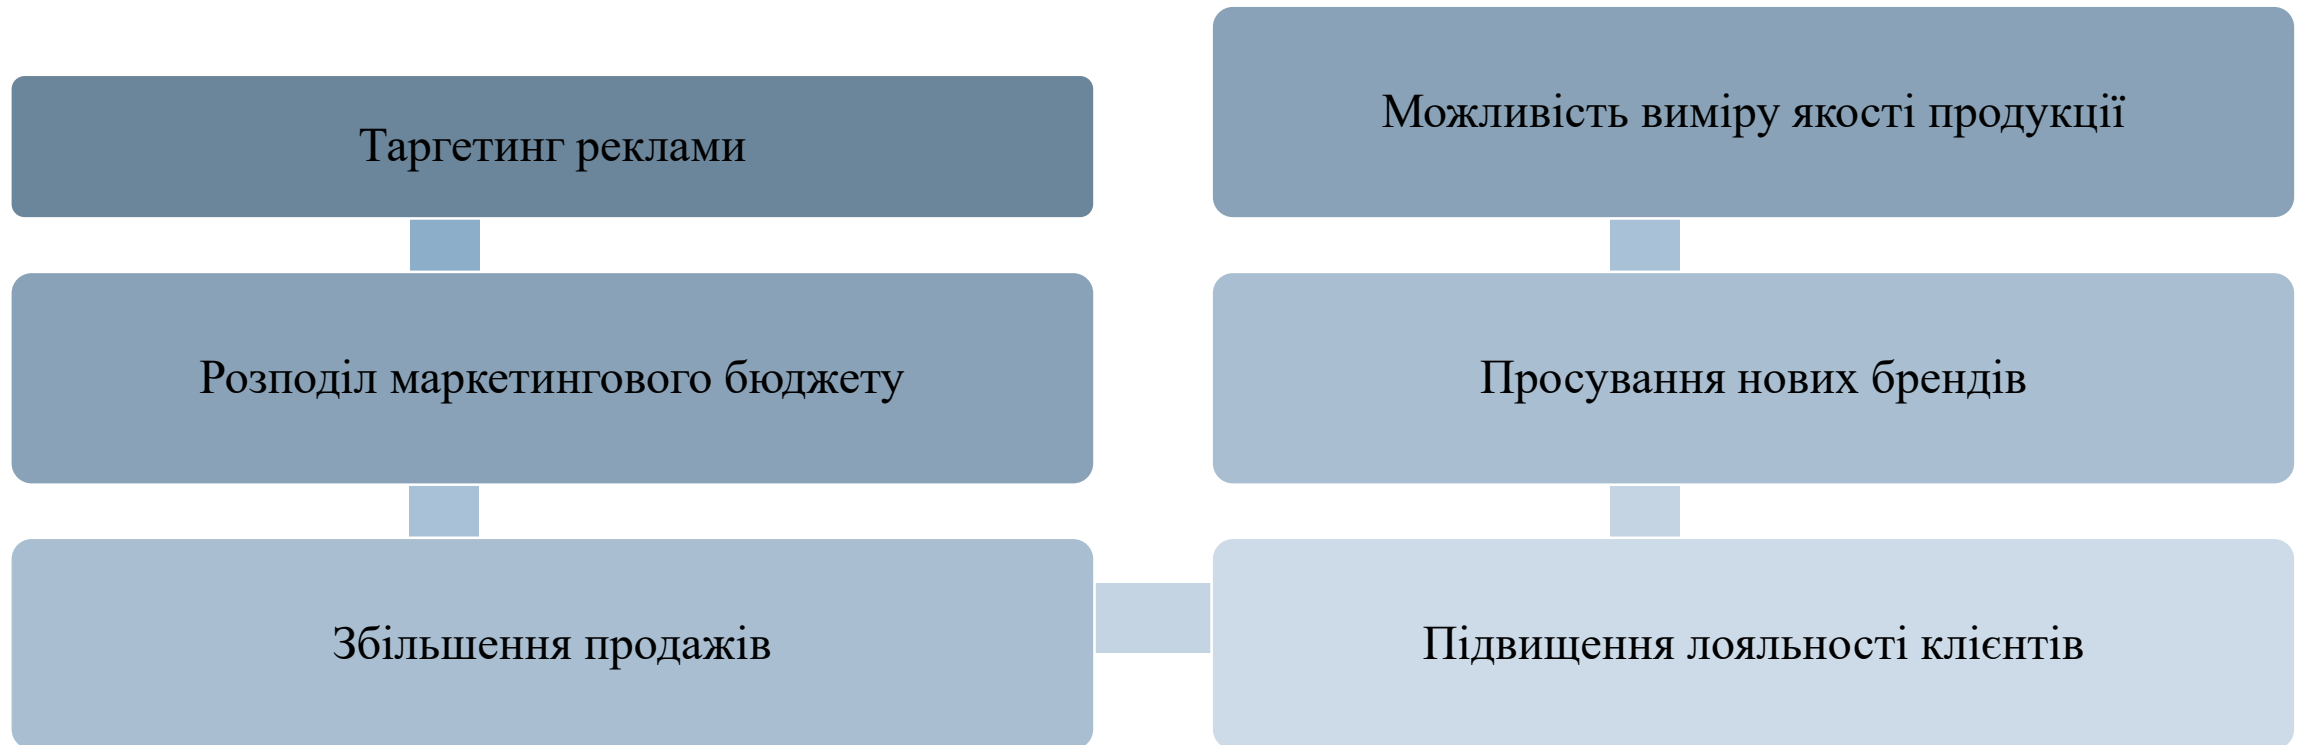 Таргетинг реклами
Розподіл маркетингового бюджету
Збільшення продажів
Підвищення лояльності клієнтів
Просування нових брендів
Можливість виміру якості продукції